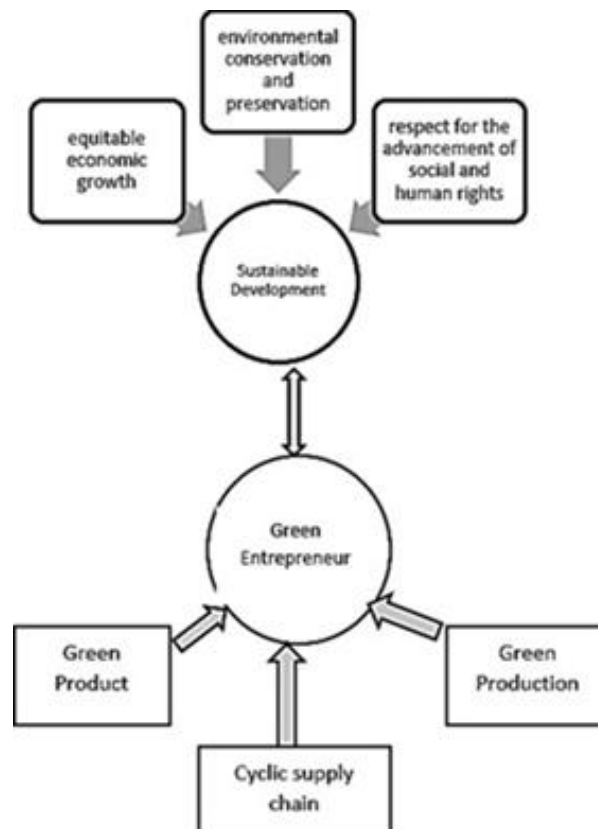 environmental
conservation
and
preservation
equitable
economic
growth
respect for the
advancement of
social and
human rights
Sustainable
Development
Green
Entrepreneur
Green
Product
Green
Production
Cyclic supply
chain